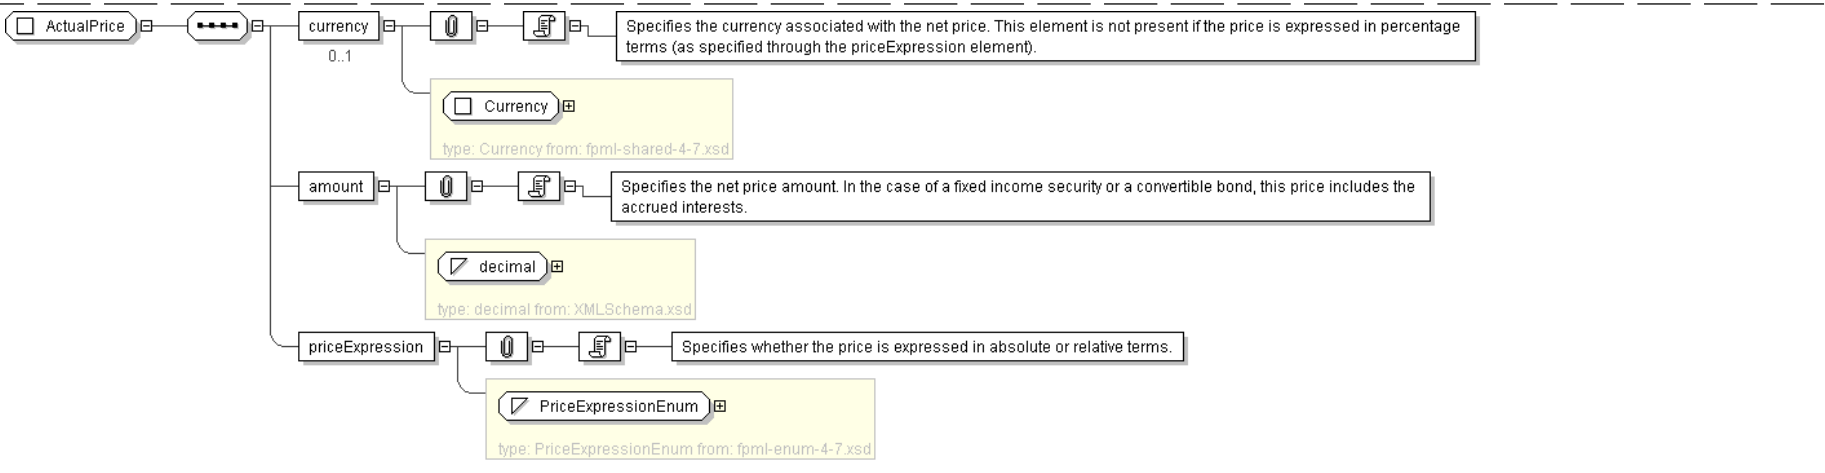 ActualPrice
currency
0..1
Specifies the currency associated with the net price. This element is not present if the price is expressed in percentage
terms (as specified through the priceExpression element).
Currency
type: Currency from: fpml-shared-4-7.xsd
amount
Specifies the net price amount. In the case of a fixed income security or a convertible bond, this price includes the
accrued interests.
decimal
type: decimal from: XMLSchema.xsd
priceExpression
Specifies whether the price is expressed in absolute or relative terms.
PriceExpressionEnum
type: PriceExpressionEnum from: fpml-enum-4-7.xsd